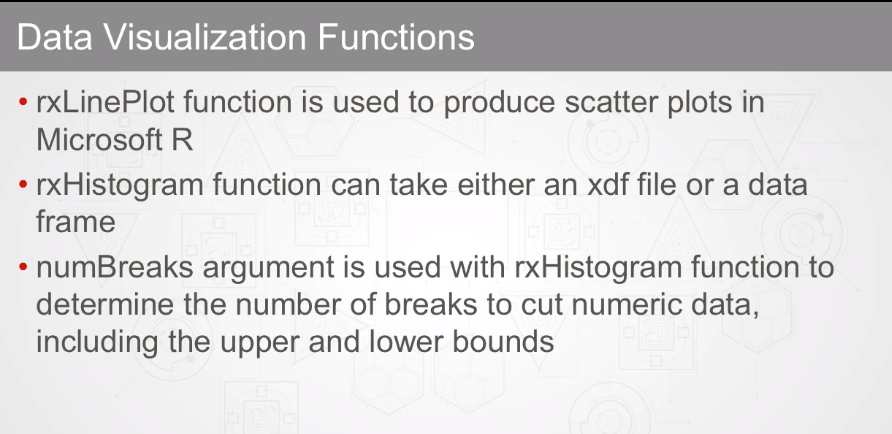 Data Visualization Functions
• rxLinePlot function is used to produce scatter plots in
Microsoft R
• rxHistogram function can take either an xdf file or a data
frame
• numBreaks argument is used with rxHistogram function to
determine the number of breaks to cut numeric data,
including the upper and lower bounds